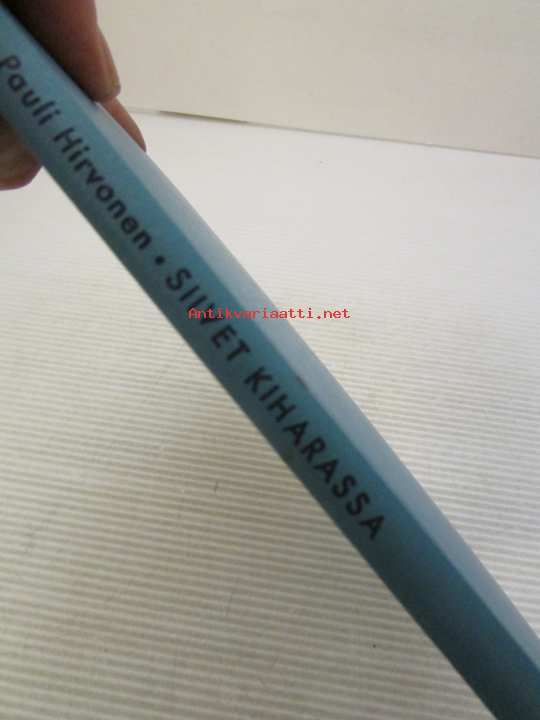 Pauli Hirvonen • SIIVET KIHARASSA
Antikvariaatti.net